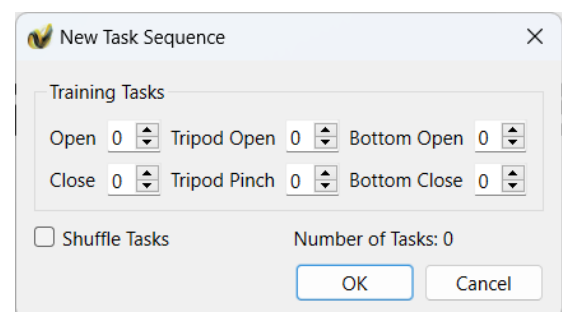 New Task Sequence
Training Tasks
Open 0 Tripod Open 0 Bottom Open 0
Close 0 Tripod Pinch 0 Bottom Close 0
Shuffle Tasks Number of Tasks: 0
OK Cancel